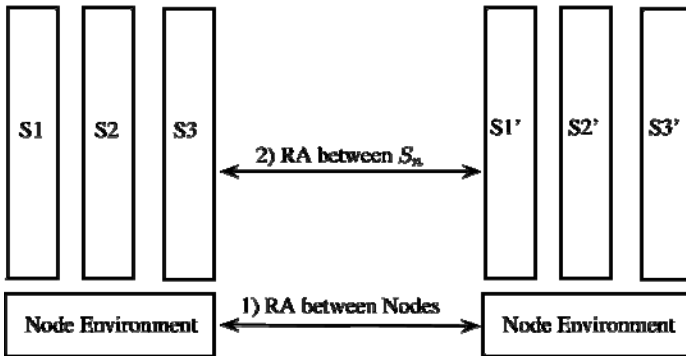 S1 S2 S3 S1’ S2’ S3’
2) RA between Sn
1) RA between Nodes
Node Environment Node Environment